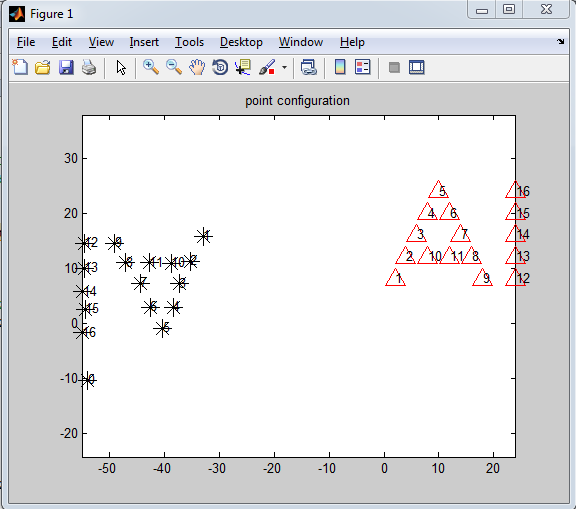 Figure 1
File Edit View Insert Tools Desktop Window Help
point configuration
30
20
10
0
-10
-20
-50 -40 -30 -20 -10 0 10 20
12
13
14
15
16
11
10
5 16
4 6 15
3 7 14
2 10 11 8 13
1 9 12